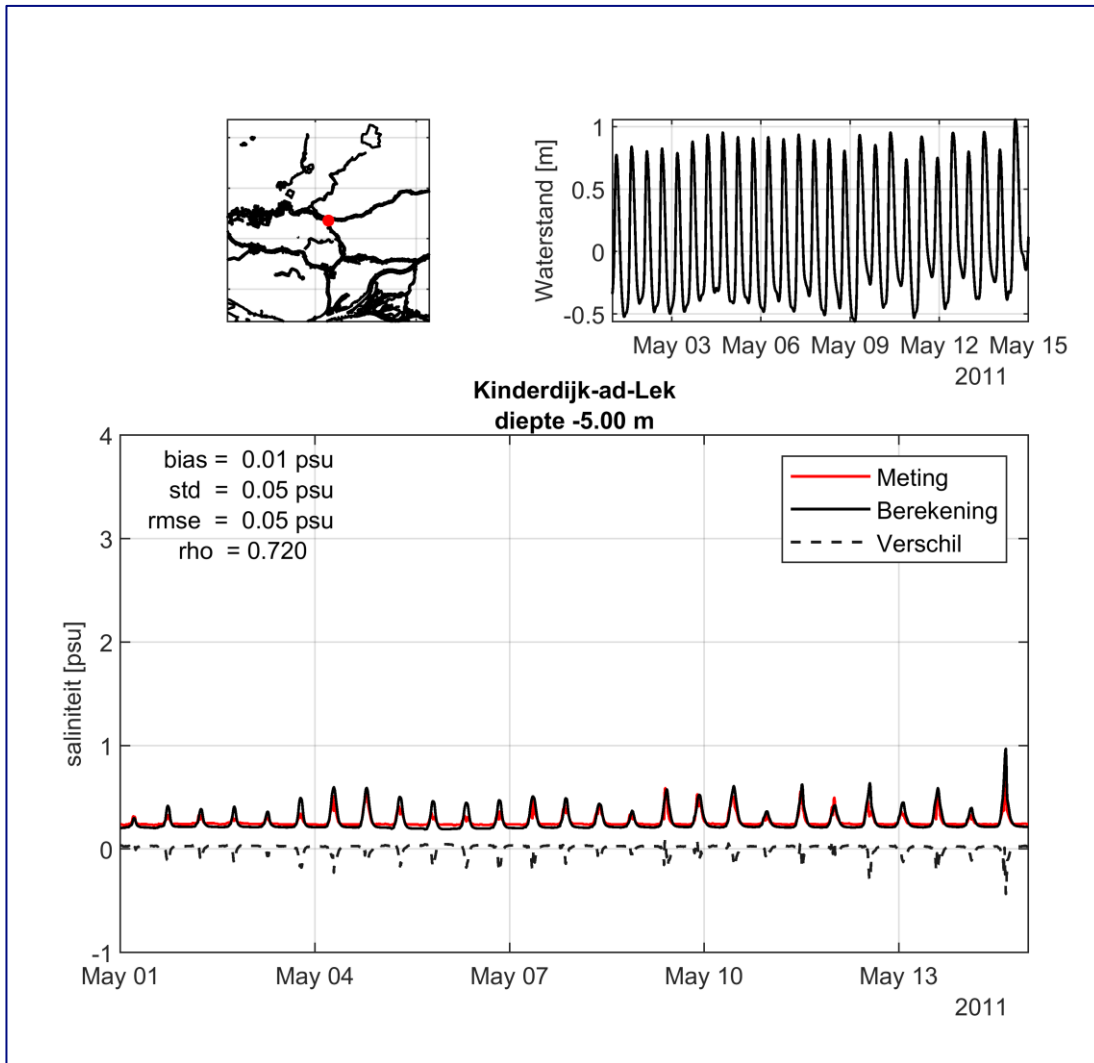 1
0.5
0
-0.5
Waterstand [m]
May 03 May 06 May 09 May 12 May 15
2011
Kinderdijk-ad-Lek
diepte -5.00 m
4
3
2
1
0
-1
saliniteit [psu]
bias = 0.01 psu
std = 0.05 psu
rmse = 0.05 psu
rho = 0.720
Meting
Berekening
Verschil
May 01 May 04 May 07 May 10 May 13
2011